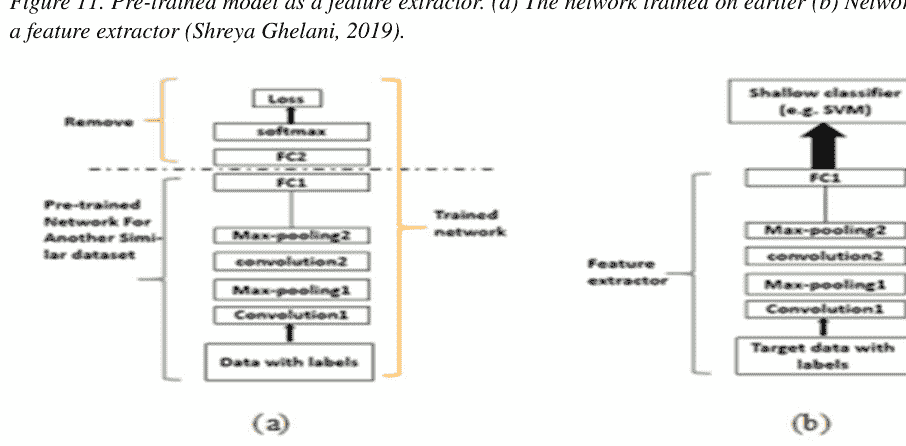 Figure 11. Pre-trained model as a feature extractor. (a) The network trained on earlier (b) Networ
a feature extractor (Shreya Ghelani, 2019).
Loss
Remove
softmax
FC2
FC1
Pre-trained
Network For
Another Simi-
lar dataset
Max-pooling2
convolution2
Max-pooling1
Convolution1
Data with labels
Trained
network
(a)
Shallow classifier
(e.g. SVM)
FC1
Max-pooling2
convolution2
Max-pooling1
Convolution1
Feature
extractor
Target data with
labels
(b)